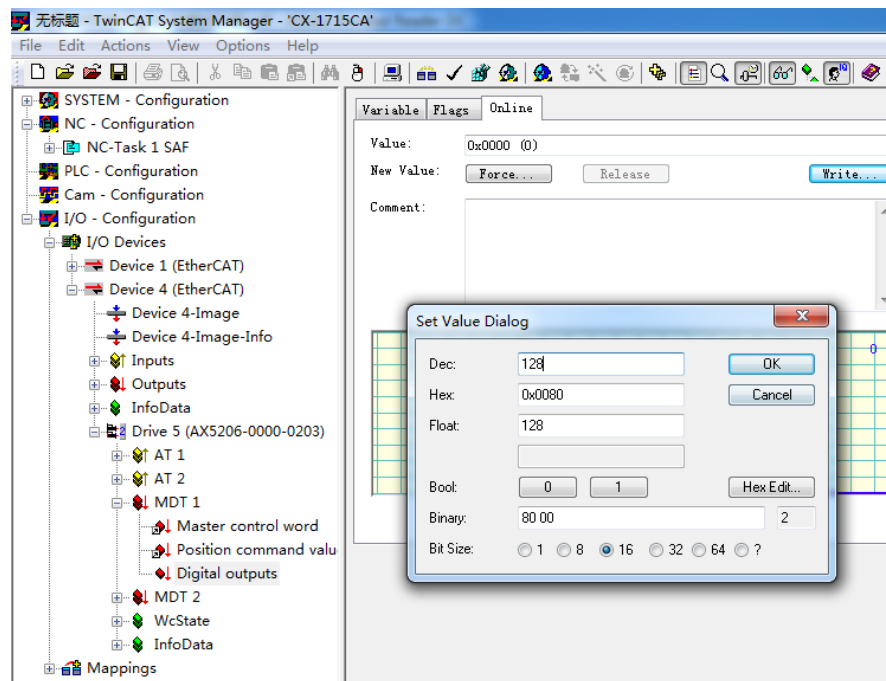 无标题 - TwinCAT System Manager - 'CX-1715CA'
File Edit Actions View Options Help
SYSTEM - Configuration
NC - Configuration
NC-Task 1 SAF
PLC - Configuration
Cam - Configuration
I/O - Configuration
I/O Devices
Device 1 (EtherCAT)
Device 4 (EtherCAT)
Device 4-Image
Device 4-Image-Info
Inputs
Outputs
InfoData
Drive 5 (AX5206-0000-0203)
AT 1
AT 2
MDT 1
Master control word
Position command valu
Digital outputs
MDT 2
WcState
InfoData
Mappings
Variable Flags Online
Value: 0x0000 (0)
New Value: Force... Release Write...
Comment:
0
Set Value Dialog
Dec: 128 OK
Hex: 0x0080 Cancel
Float: 128
Bool: 0 1 Hex Edit...
Binary: 80 00 2
Bit Size: 1 8 16 32 64 ?